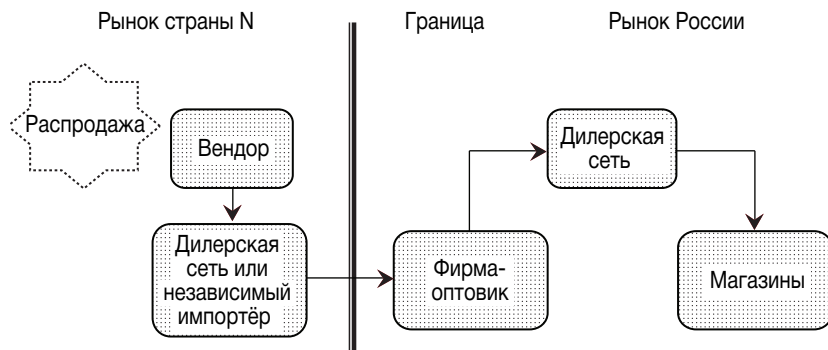 Рынок страны N
Граница
Рынок России
Распродажа
Вендор
Дилерская
сеть
Дилерская
сеть или
независимый
импортёр
Фирма-
оптовик
Магазины